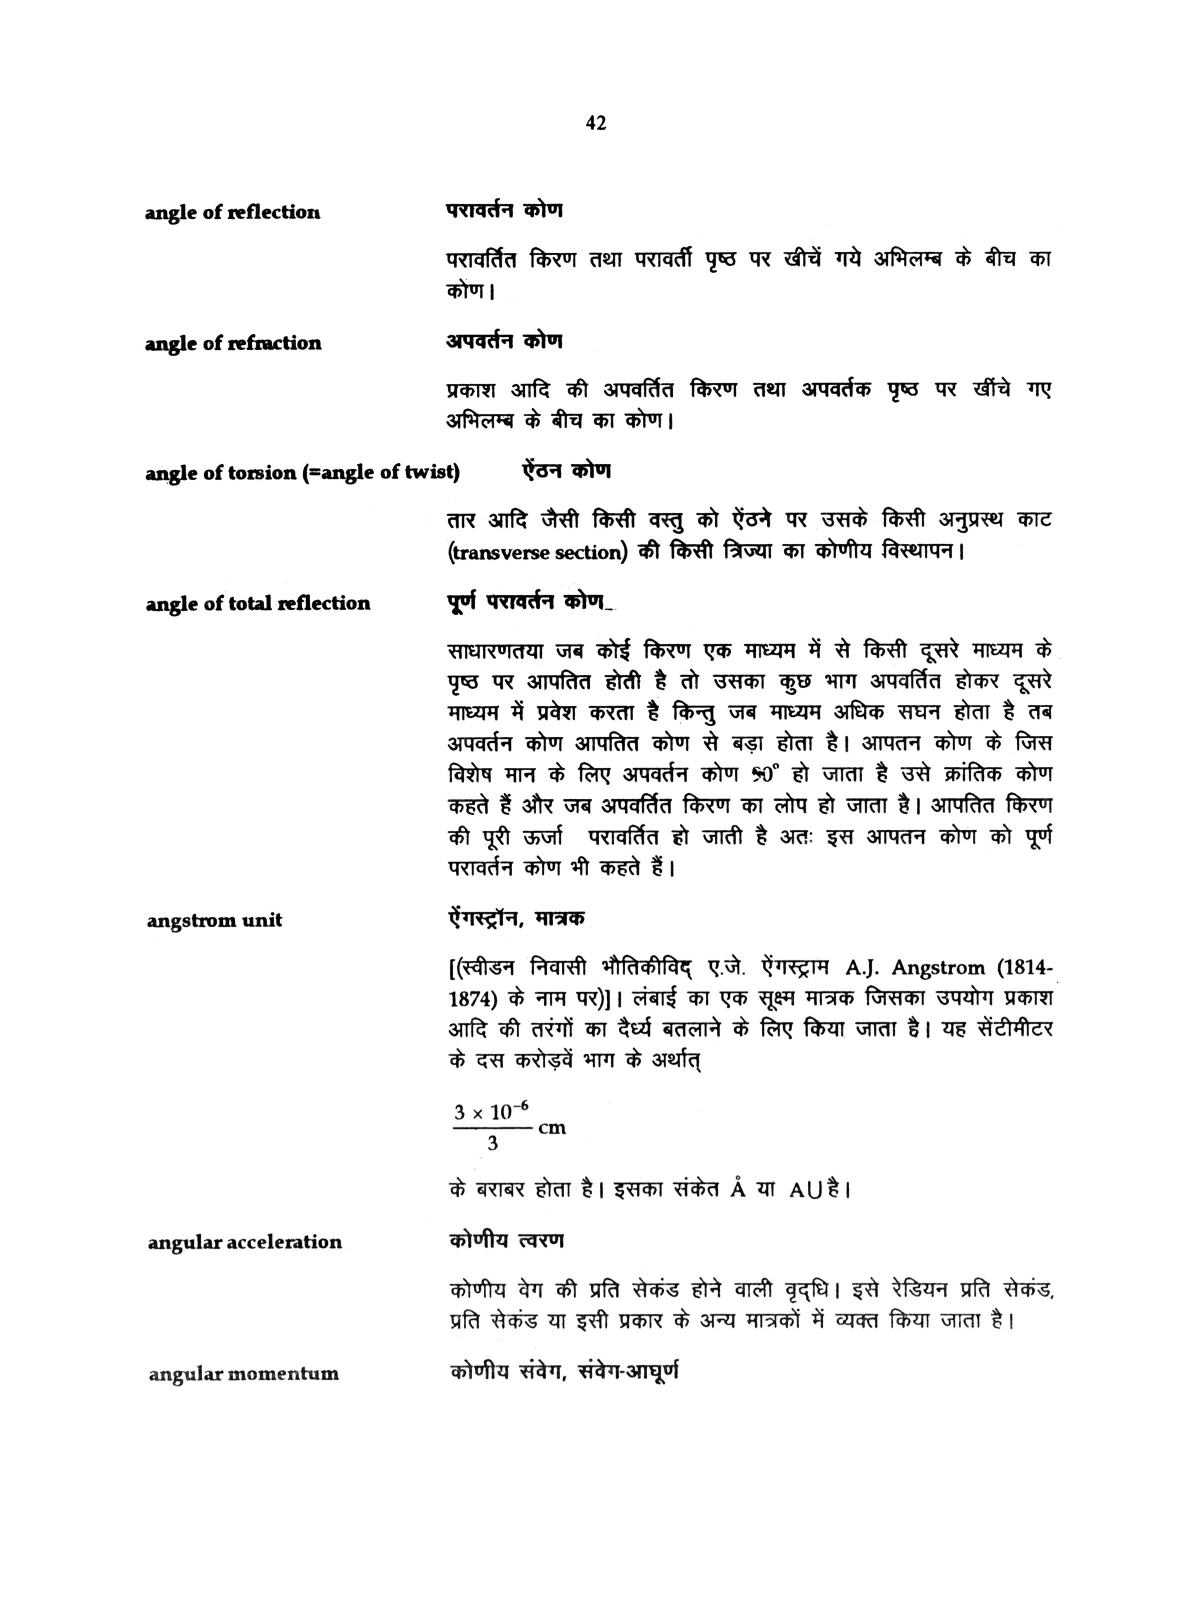 42
angle of reflection परावर्तन कोण
परावर्तित किरण तथा परावर्ती पृष्ठ पर खीचें गये अभिलम्ब के बीच का
कोण।
angle of refraction अपवर्तन कोण
प्रकाश आदि की अपवर्तित किरण तथा अपवर्तक पृष्ठ पर खींचे गए
अभिलम्ब के बीच का कोण।
angle of torsion (=angle of twist) ऐंठन कोण
तार आदि जैसी किसी वस्तु को ऐंठने पर उसके किसी अनुप्रस्थ काट
(transverse section) की किसी त्रिज्या का कोणीय विस्थापन।
angle of total reflection पूर्ण परावर्तन कोण
साधारणतया जब कोई किरण एक माध्यम में से किसी दूसरे माध्यम के
पृष्ठ पर आपतित होती है तो उसका कुछ भाग अपवर्तित होकर दूसरे
माध्यम में प्रवेश करता है किन्तु जब माध्यम अधिक सघन होता है तब
अपवर्तन कोण आपतित कोण से बड़ा होता है। आपतन कोण के जिस
विशेष मान के लिए अपवर्तन कोण 90° हो जाता है उसे क्रांतिक कोण
कहते हैं और जब अपवर्तित किरण का लोप हो जाता है। आपतित किरण
की पूरी ऊर्जा परावर्तित हो जाती है अतः इस आपतन कोण को पूर्ण
परावर्तन कोण भी कहते हैं।
angstrom unit ऐंगस्ट्रॉन, मात्रक
[(स्वीडन निवासी भौतिकीविद् ए.जे. ऐंगस्ट्राम A.J. Angstrom (1814-
1874) के नाम पर)]। लंबाई का एक सूक्ष्म मात्रक जिसका उपयोग प्रकाश
आदि की तरंगों का दैर्ध्य बतलाने के लिए किया जाता है। यह सेंटीमीटर
के दस करोड़वें भाग के अर्थात्
3 × 10⁻⁶
3 cm
के बराबर होता है। इसका संकेत Å या AU है।
angular acceleration कोणीय त्वरण
कोणीय वेग की प्रति सेकंड होने वाली वृद्धि। इसे रेडियन प्रति सेकंड,
प्रति सेकंड या इसी प्रकार के अन्य मात्रकों में व्यक्त किया जाता है।
angular momentum कोणीय संवेग, संवेग-आघूर्ण